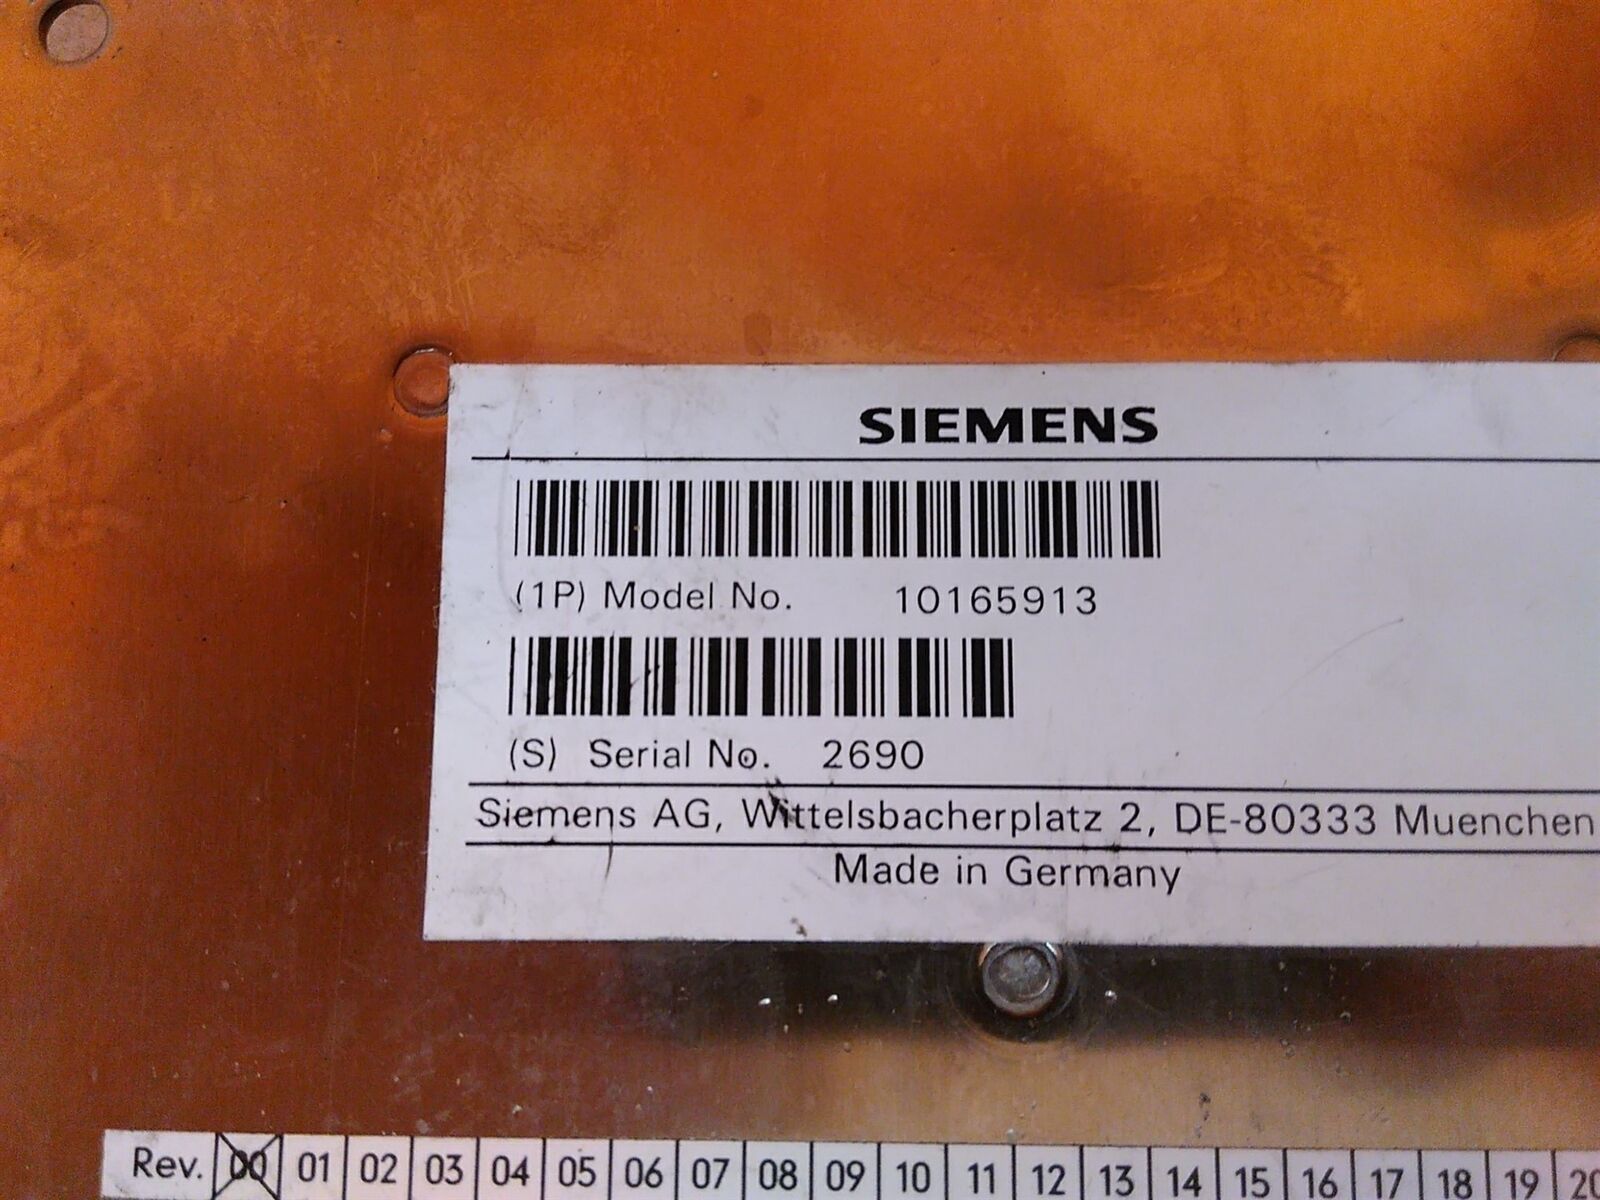 SIEMENS
(1P) Model No. 10165913
(S) Serial No. 2690
Siemens AG, Wittelsbacherplatz 2, DE-80333 Muenchen
Made in Germany
Rev. 00 01 02 03 04 05 06 07 08 09 10 11 12 13 14 15 16 17 18 19 20